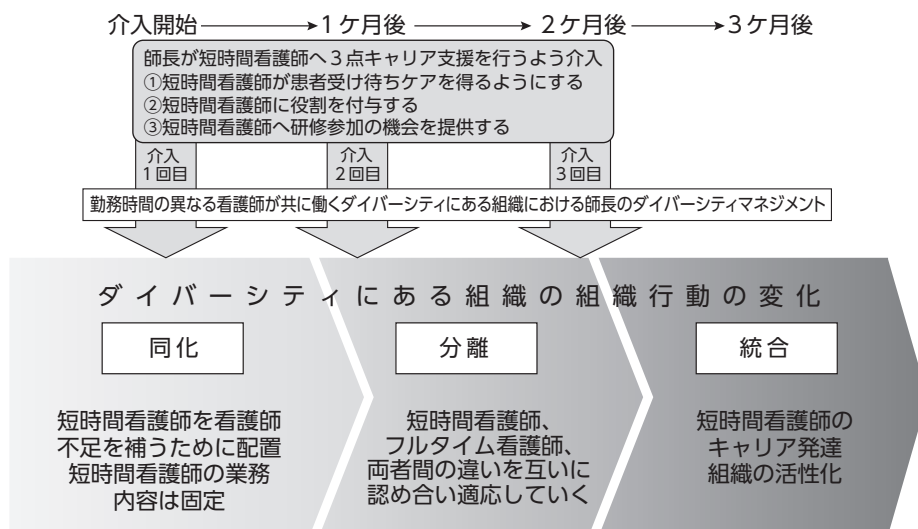 介入開始 → 1ケ月後 → 2ケ月後 → 3ケ月後
師長が短時間看護師へ3点キャリア支援を行うよう介入
①短時間看護師が患者受け待ちケアを得るようにする
②短時間看護師に役割を付与する
③短時間看護師へ研修参加の機会を提供する
介入
1回目
介入
2回目
介入
3回目
勤務時間の異なる看護師が共に働くダイバーシティにある組織における師長のダイバーシティマネジメント
ダイバーシティにある組織の組織行動の変化
同化
短時間看護師を看護師
不足を補うために配置
短時間看護師の業務
内容は固定
分離
短時間看護師、
フルタイム看護師、
両者間の違いを互いに
認め合い適応していく
統合
短時間看護師の
キャリア発達
組織の活性化